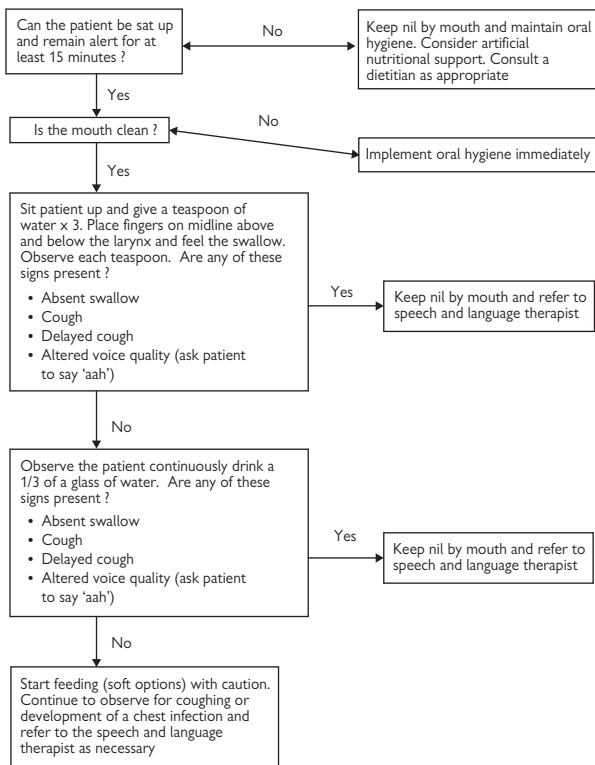 Can the patient be sat up
and remain alert for at
least 15 minutes ?
No
Keep nil by mouth and maintain oral
hygiene. Consider artificial
nutritional support. Consult a
dietitian as appropriate
Yes
Is the mouth clean ?
No
Implement oral hygiene immediately
Yes
Sit patient up and give a teaspoon of
water x 3. Place fingers on midline above
and below the larynx and feel the swallow.
Observe each teaspoon. Are any of these
signs present ?
• Absent swallow
• Cough
• Delayed cough
• Altered voice quality (ask patient
to say ‘aah’)
Yes
Keep nil by mouth and refer to
speech and language therapist
No
Observe the patient continuously drink a
1/3 of a glass of water. Are any of these
signs present ?
• Absent swallow
• Cough
• Delayed cough
• Altered voice quality (ask patient
to say ‘aah’)
Yes
Keep nil by mouth and refer to
speech and language therapist
No
Start feeding (soft options) with caution.
Continue to observe for coughing or
development of a chest infection and
refer to the speech and language
therapist as necessary